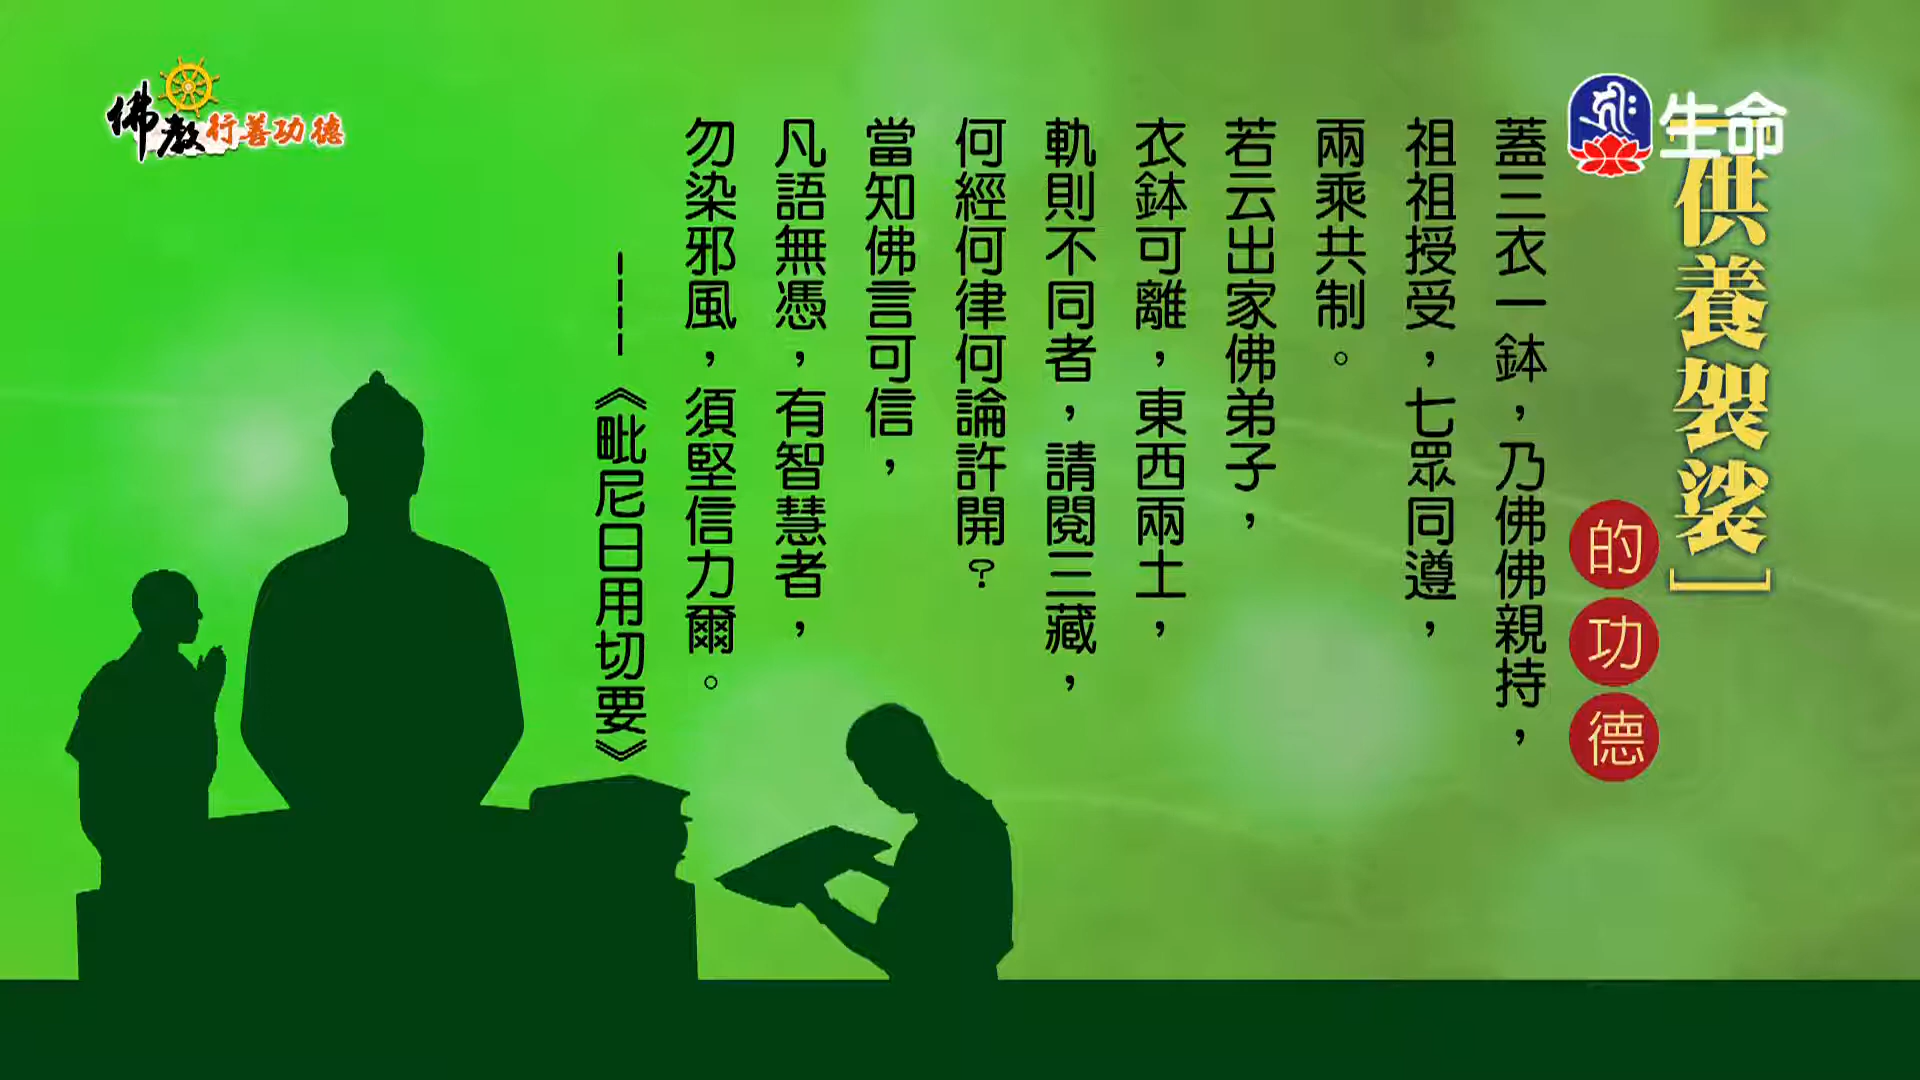 佛教行善功德
生命
［供養袈裟］
的功德
蓋三衣一鉢，乃佛佛親持，
祖祖授受，七眾同遵，
兩乘共制。
若云出家佛弟子，
衣鉢可離，東西兩土，
軌則不同者，請閱三藏，
何經何律何論許開？
當知佛言可信，
凡語無憑，有智慧者，
勿染邪風，須堅信力爾。
----《毗尼日用切要》